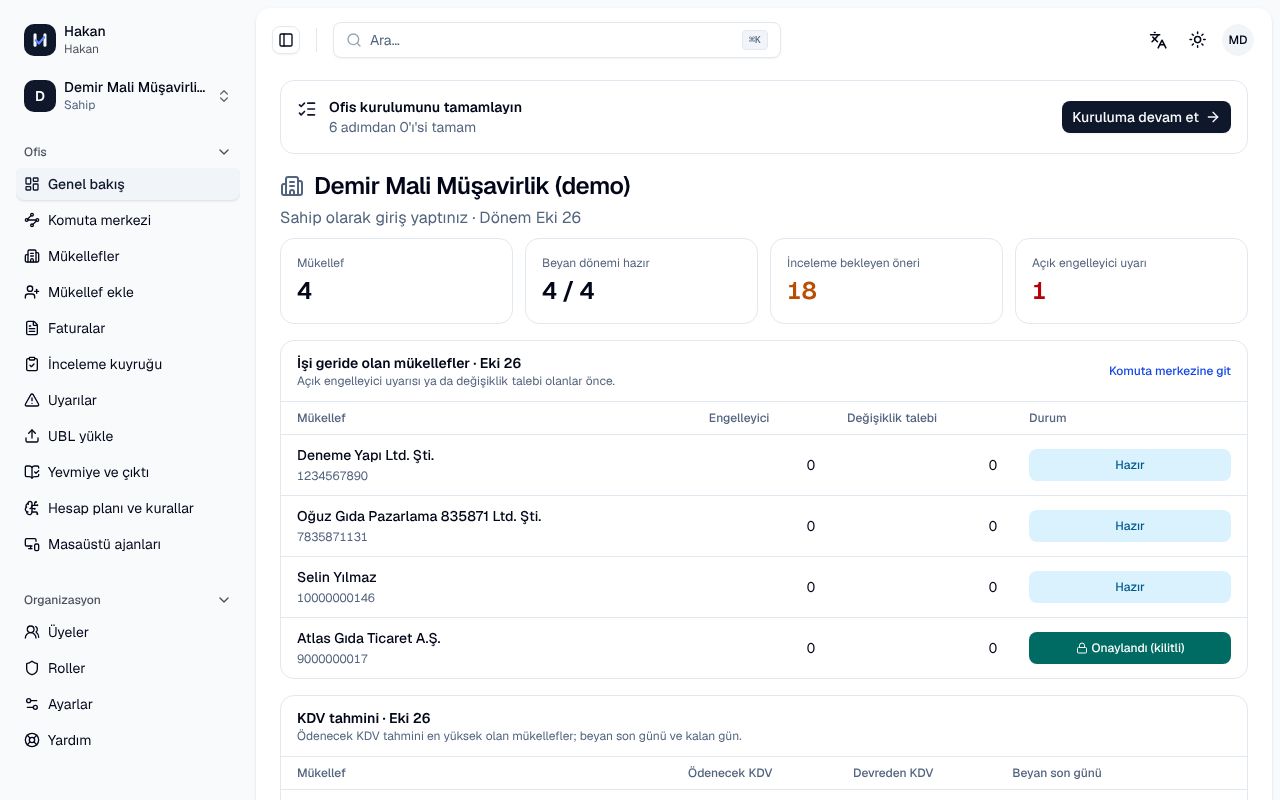 Hakan
Hakan
D
Demir Mali Müşavirli...
Sahip
Ofis
Genel bakış
Komuta merkezi
Mükellefler
Mükellef ekle
Faturalar
İnceleme kuyruğu
Uyarılar
UBL yükle
Yevmiye ve çıktı
Hesap planı ve kurallar
Masaüstü ajanları
Organizasyon
Üyeler
Roller
Ayarlar
Yardım
Ara...
⌘K
MD
Ofis kurulumunu tamamlayın
6 adımdan 0'ı'si tamam
Kuruluma devam et
Demir Mali Müşavirlik (demo)
Sahip olarak giriş yaptınız · Dönem Eki 26
Mükellef
4
Beyan dönemi hazır
4 / 4
İnceleme bekleyen öneri
18
Açık engelleyici uyarı
1
İşi geride olan mükellefler · Eki 26
Açık engelleyici uyarısı ya da değişiklik talebi olanlar önce.
Komuta merkezine git
Mükellef Engelleyici Değişiklik talebi Durum
Deneme Yapı Ltd. Şti.
1234567890
0 0 Hazır
Oğuz Gıda Pazarlama 835871 Ltd. Şti.
7835871131
0 0 Hazır
Selin Yılmaz
10000000146
0 0 Hazır
Atlas Gıda Ticaret A.Ş.
9000000017
0 0 Onaylandı (kilitli)
KDV tahmini · Eki 26
Ödenecek KDV tahmini en yüksek olan mükellefler; beyan son günü ve kalan gün.
Mükellef Ödenecek KDV Devreden KDV Beyan son günü